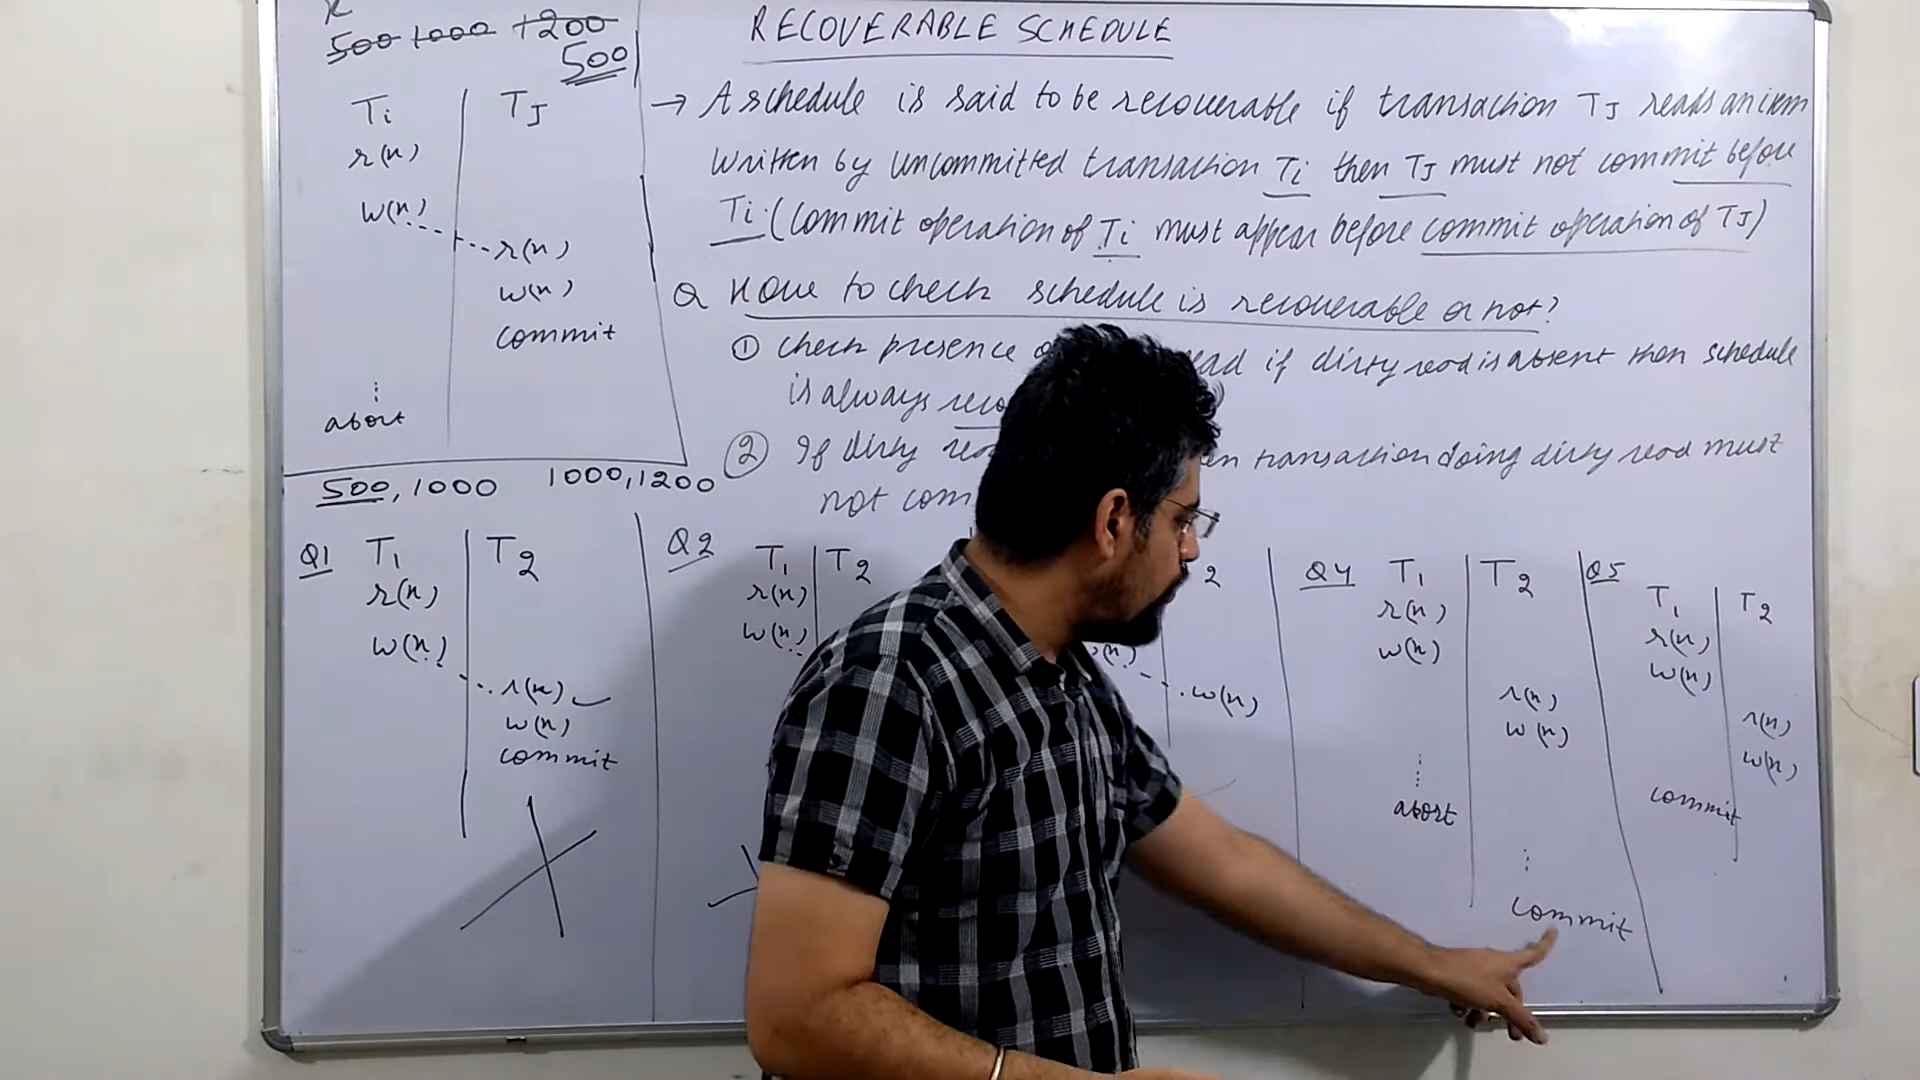 x
500 1000 1200
500
Ti TJ
r(x)
w(x)
r(x)
w(x)
commit
abort
RECOVERABLE SCHEDULE
→ A schedule is said to be recoverable if transaction TJ reads an item
written by uncommitted transaction Ti then TJ must not commit before
Ti. (Commit operation of Ti must appear before commit operation of TJ)
Q How to check schedule is recoverable or not?
① Check presence if dirty read is absent then schedule
is always
② If dirty transaction doing dirty read must
not
500, 1000 1000, 1200
Q1 T1 T2
r(x)
w(x)
r(x) ✓
w(x)
commit
Q2 T1 T2
r(x)
w(x)
2
w(x)
Q4 T1 T2
r(x)
w(x)
r(x)
w(x)
abort
commit
Q5
T1 T2
r(x)
w(x)
r(x)
w(x)
commit